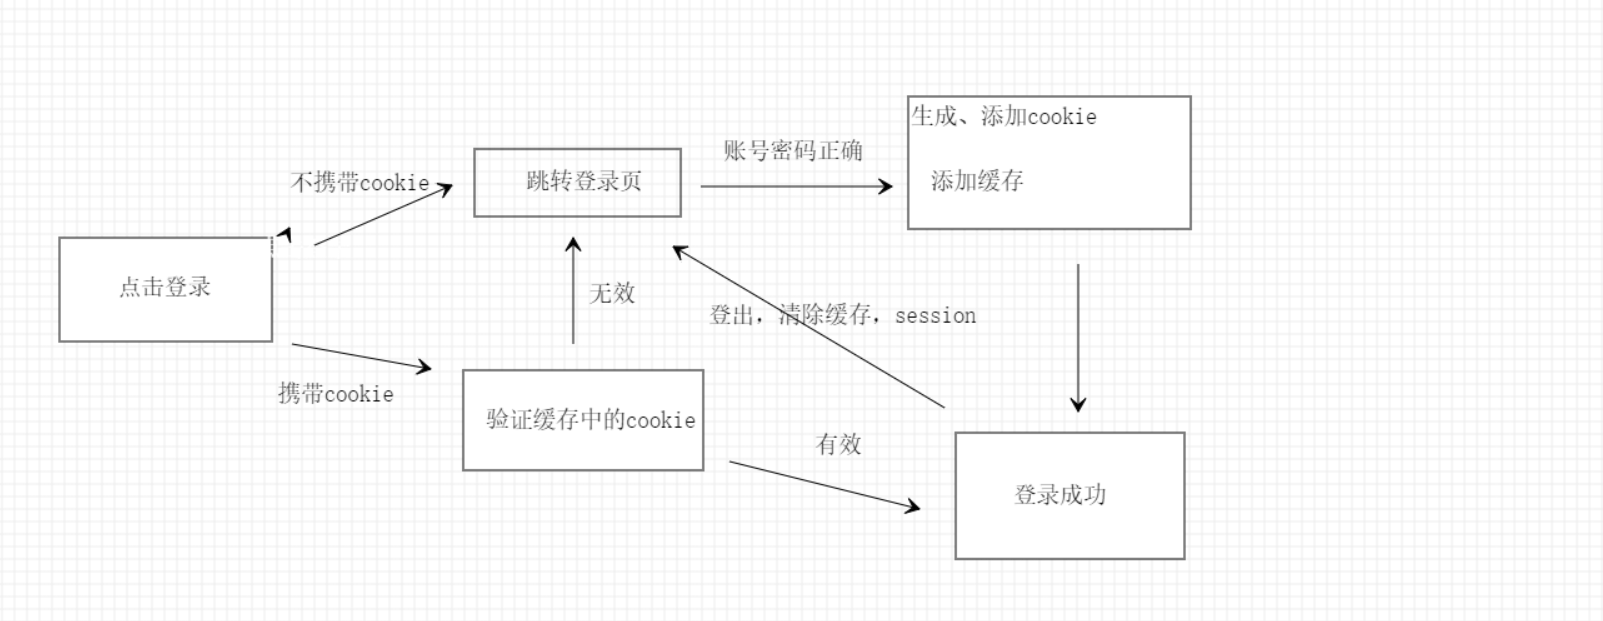 生成、添加cookie
账号密码正确
不携带cookie
跳转登录页
添加缓存
点击登录
无效
登出，清除缓存，session
携带cookie
验证缓存中的cookie
有效
登录成功